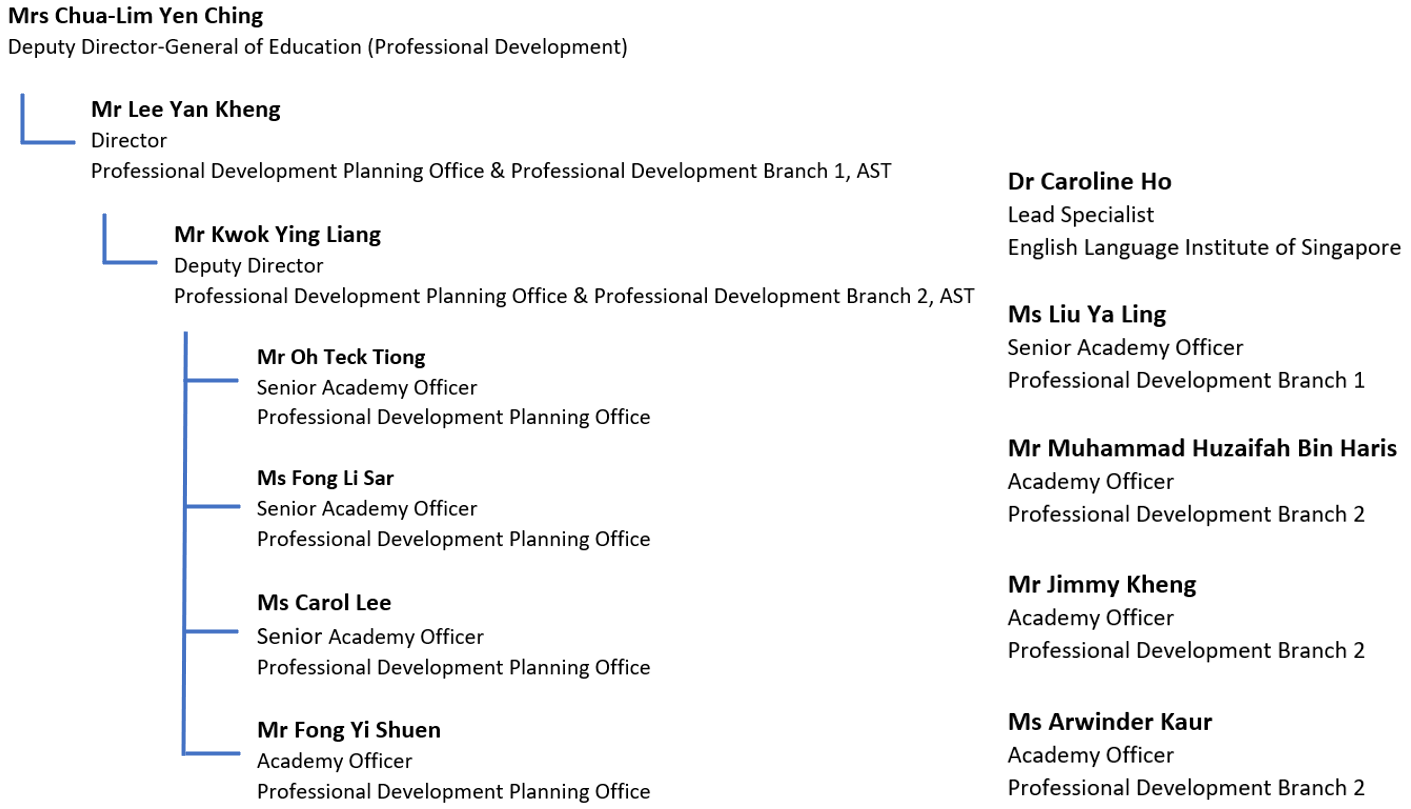 Mrs Chua-Lim Yen Ching
Deputy Director-General of Education (Professional Development)
Mr Lee Yan Kheng
Director
Professional Development Planning Office & Professional Development Branch 1, AST
Mr Kwok Ying Liang
Deputy Director
Professional Development Planning Office & Professional Development Branch 2, AST
Mr Oh Teck Tiong
Senior Academy Officer
Professional Development Planning Office
Ms Fong Li Sar
Senior Academy Officer
Professional Development Planning Office
Ms Carol Lee
Senior Academy Officer
Professional Development Planning Office
Mr Fong Yi Shuen
Academy Officer
Professional Development Planning Office
Dr Caroline Ho
Lead Specialist
English Language Institute of Singapore
Ms Liu Ya Ling
Senior Academy Officer
Professional Development Branch 1
Mr Muhammad Huzaifah Bin Haris
Academy Officer
Professional Development Branch 2
Mr Jimmy Kheng
Academy Officer
Professional Development Branch 2
Ms Arwinder Kaur
Academy Officer
Professional Development Branch 2